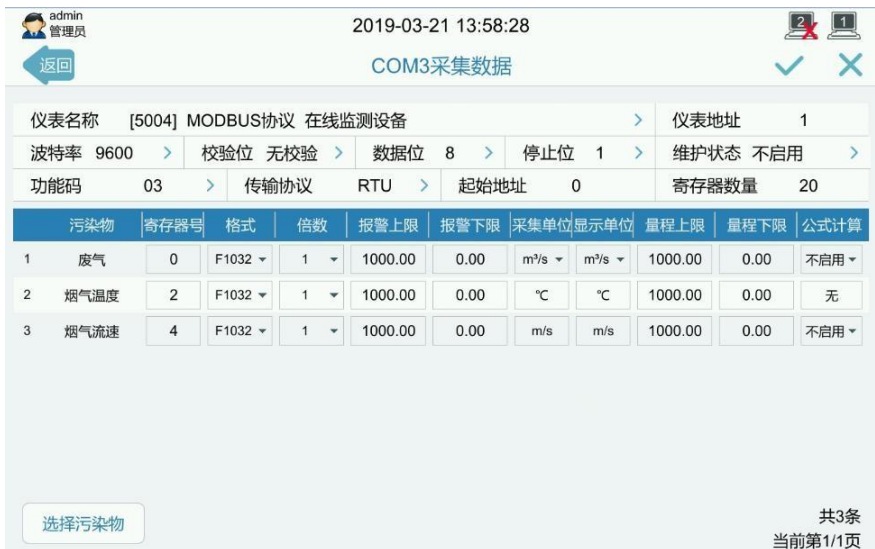 admin
管理员
2019-03-21 13:58:28
2 1
返回
COM3采集数据
仪表名称 [5004] MODBUS协议 在线监测设备 > 仪表地址 1
波特率 9600 > 校验位 无校验 > 数据位 8 > 停止位 1 > 维护状态 不启用 >
功能码 03 > 传输协议 RTU > 起始地址 0 寄存器数量 20
污染物 寄存器号 格式 倍数 报警上限 报警下限 采集单位 显示单位 量程上限 量程下限 公式计算
1 废气 0 F1032 1 1000.00 0.00 m³/s m³/s 1000.00 0.00 不启用
2 烟气温度 2 F1032 1 1000.00 0.00 ℃ ℃ 1000.00 0.00 无
3 烟气流速 4 F1032 1 1000.00 0.00 m/s m/s 1000.00 0.00 不启用
选择污染物
共3条
当前第1/1页